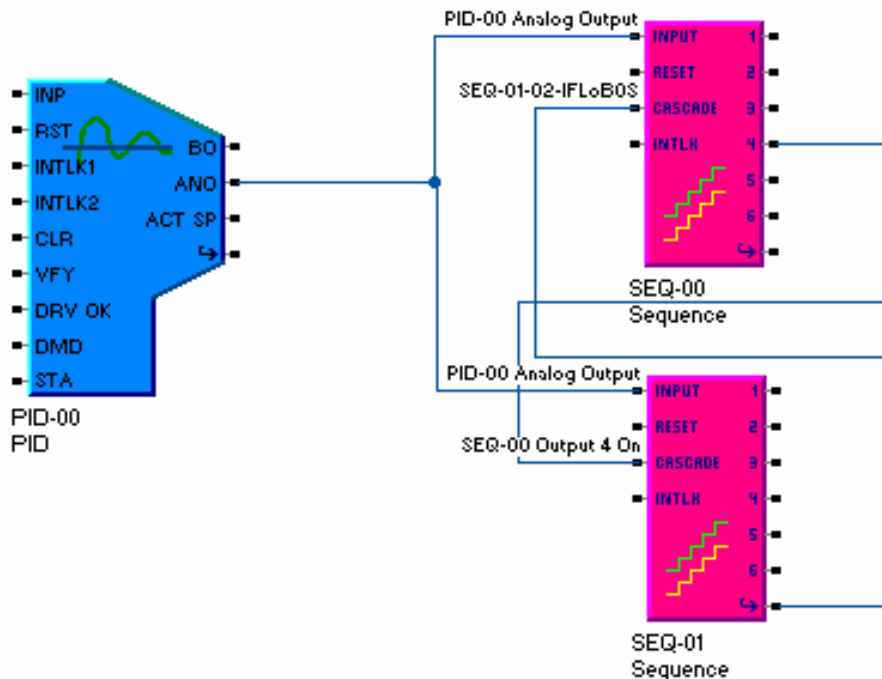 PID-00 Analog Output
INPUT 1
RESET 2
SEQ-01-02-IFLoB0S
CASCADE 3
INTLK 4
5
6
SEQ-00
Sequence
INP
RST
BO
INTLK1
ANO
INTLK2
ACT SP
CLR
VFY
DRV OK
DMD
STA
PID-00
PID
PID-00 Analog Output
INPUT 1
RESET 2
SEQ-00 Output 4 On
CASCADE 3
INTLK 4
5
6
SEQ-01
Sequence